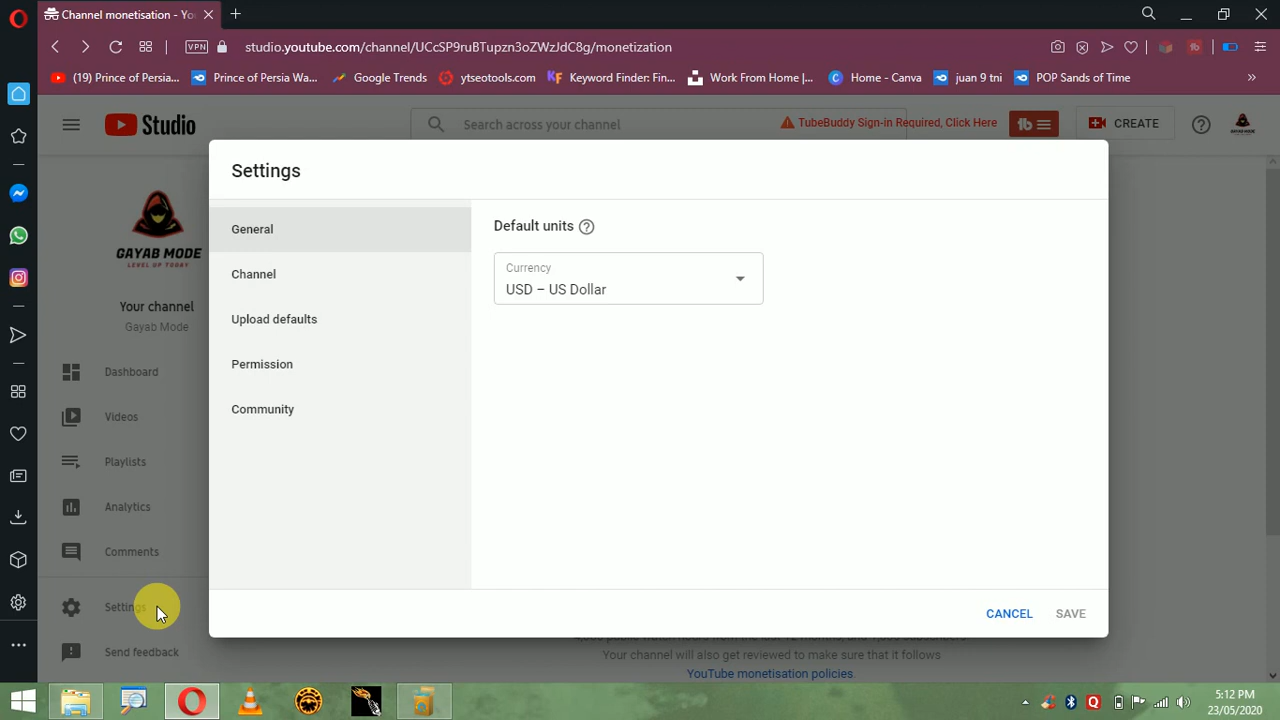 Channel monetisation - Yo
studio.youtube.com/channel/UCcSP9ruBTupzn3oZWzJdC8g/monetization
VPN
(19) Prince of Persia...
Prince of Persia Wa...
Google Trends
ytseotools.com
Keyword Finder: Fin...
Work From Home |...
Home - Canva
juan 9 tni
POP Sands of Time
»
Studio
Search across your channel
TubeBuddy Sign-in Required, Click Here
tb
CREATE
GAYAB MODE
LEVEL UP TODAY
Your channel
Gayab Mode
Dashboard
Videos
Playlists
Analytics
Comments
Settings
Send feedback
Settings
General
Channel
Upload defaults
Permission
Community
Default units
Currency
USD – US Dollar
CANCEL
SAVE
Your channel will also get reviewed to make sure that it follows
YouTube monetisation policies.
5:12 PM
23/05/2020